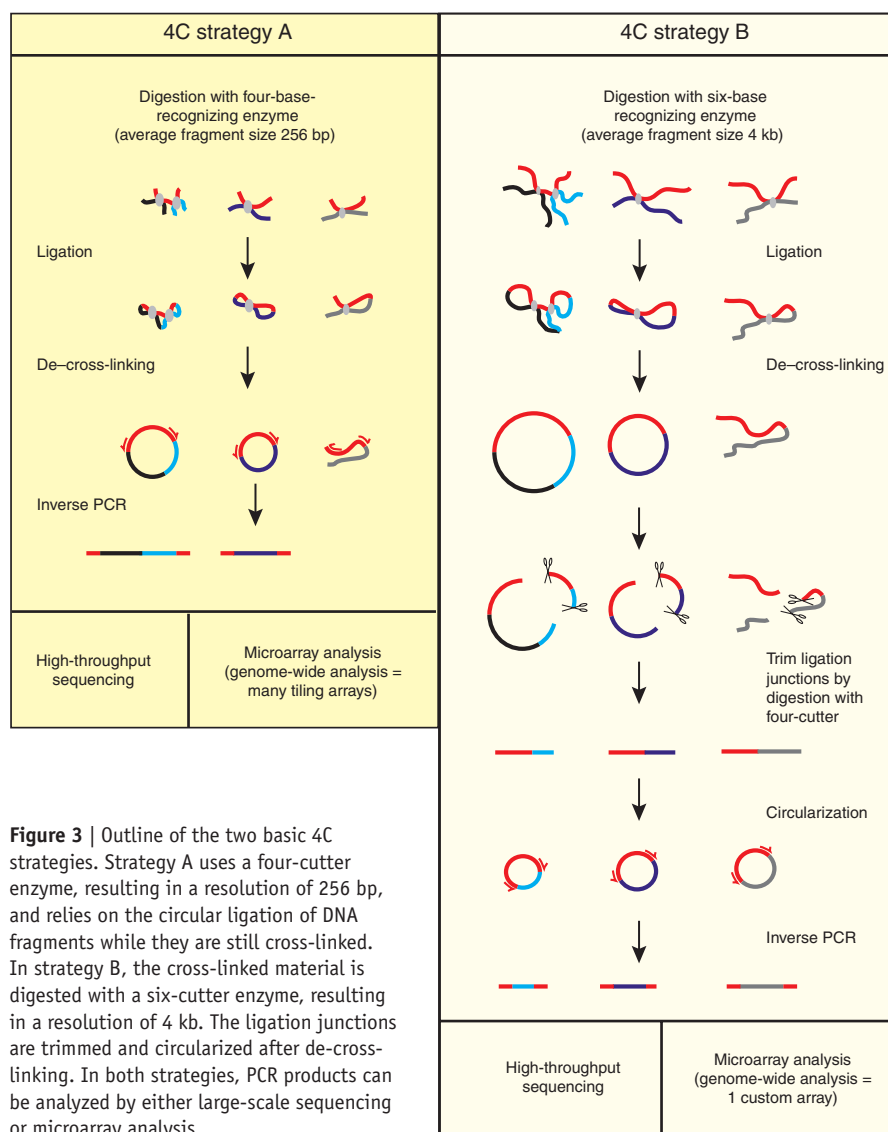 4C strategy A
Digestion with four-base-
recognizing enzyme
(average fragment size 256 bp)
Ligation
De–cross-linking
Inverse PCR
High-throughput
sequencing
Microarray analysis
(genome-wide analysis =
many tiling arrays)
4C strategy B
Digestion with six-base
recognizing enzyme
(average fragment size 4 kb)
Ligation
De–cross-linking
Trim ligation
junctions by
digestion with
four-cutter
Circularization
Inverse PCR
High-throughput
sequencing
Microarray analysis
(genome-wide analysis =
1 custom array)
Figure 3 | Outline of the two basic 4C
strategies. Strategy A uses a four-cutter
enzyme, resulting in a resolution of 256 bp,
and relies on the circular ligation of DNA
fragments while they are still cross-linked.
In strategy B, the cross-linked material is
digested with a six-cutter enzyme, resulting
in a resolution of 4 kb. The ligation junctions
are trimmed and circularized after de-cross-
linking. In both strategies, PCR products can
be analyzed by either large-scale sequencing
or microarray analysis.